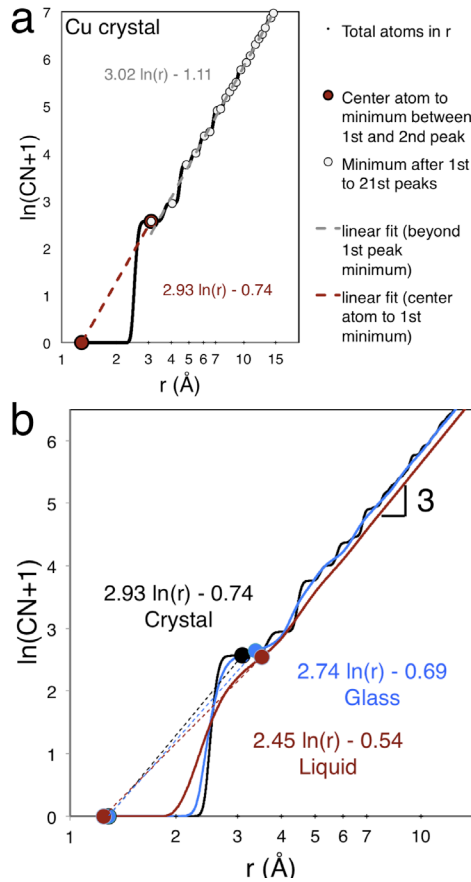 a
Cu crystal
7
6
5
4
3
2
1
0
ln(CN+1)
3.02 ln(r) - 1.11
2.93 ln(r) - 0.74
1 2 3 4 5 6 7 10 15
r (Å)
Total atoms in r
Center atom to
minimum between
1st and 2nd peak
Minimum after 1st
to 21st peaks
linear fit (beyond
1st peak
minimum)
linear fit (center
atom to 1st
minimum)
b
6
5
4
3
2
1
0
ln(CN+1)
3
2.93 ln(r) - 0.74
Crystal
2.74 ln(r) - 0.69
Glass
2.45 ln(r) - 0.54
Liquid
1 2 3 4 5 6 7 10
r (Å)